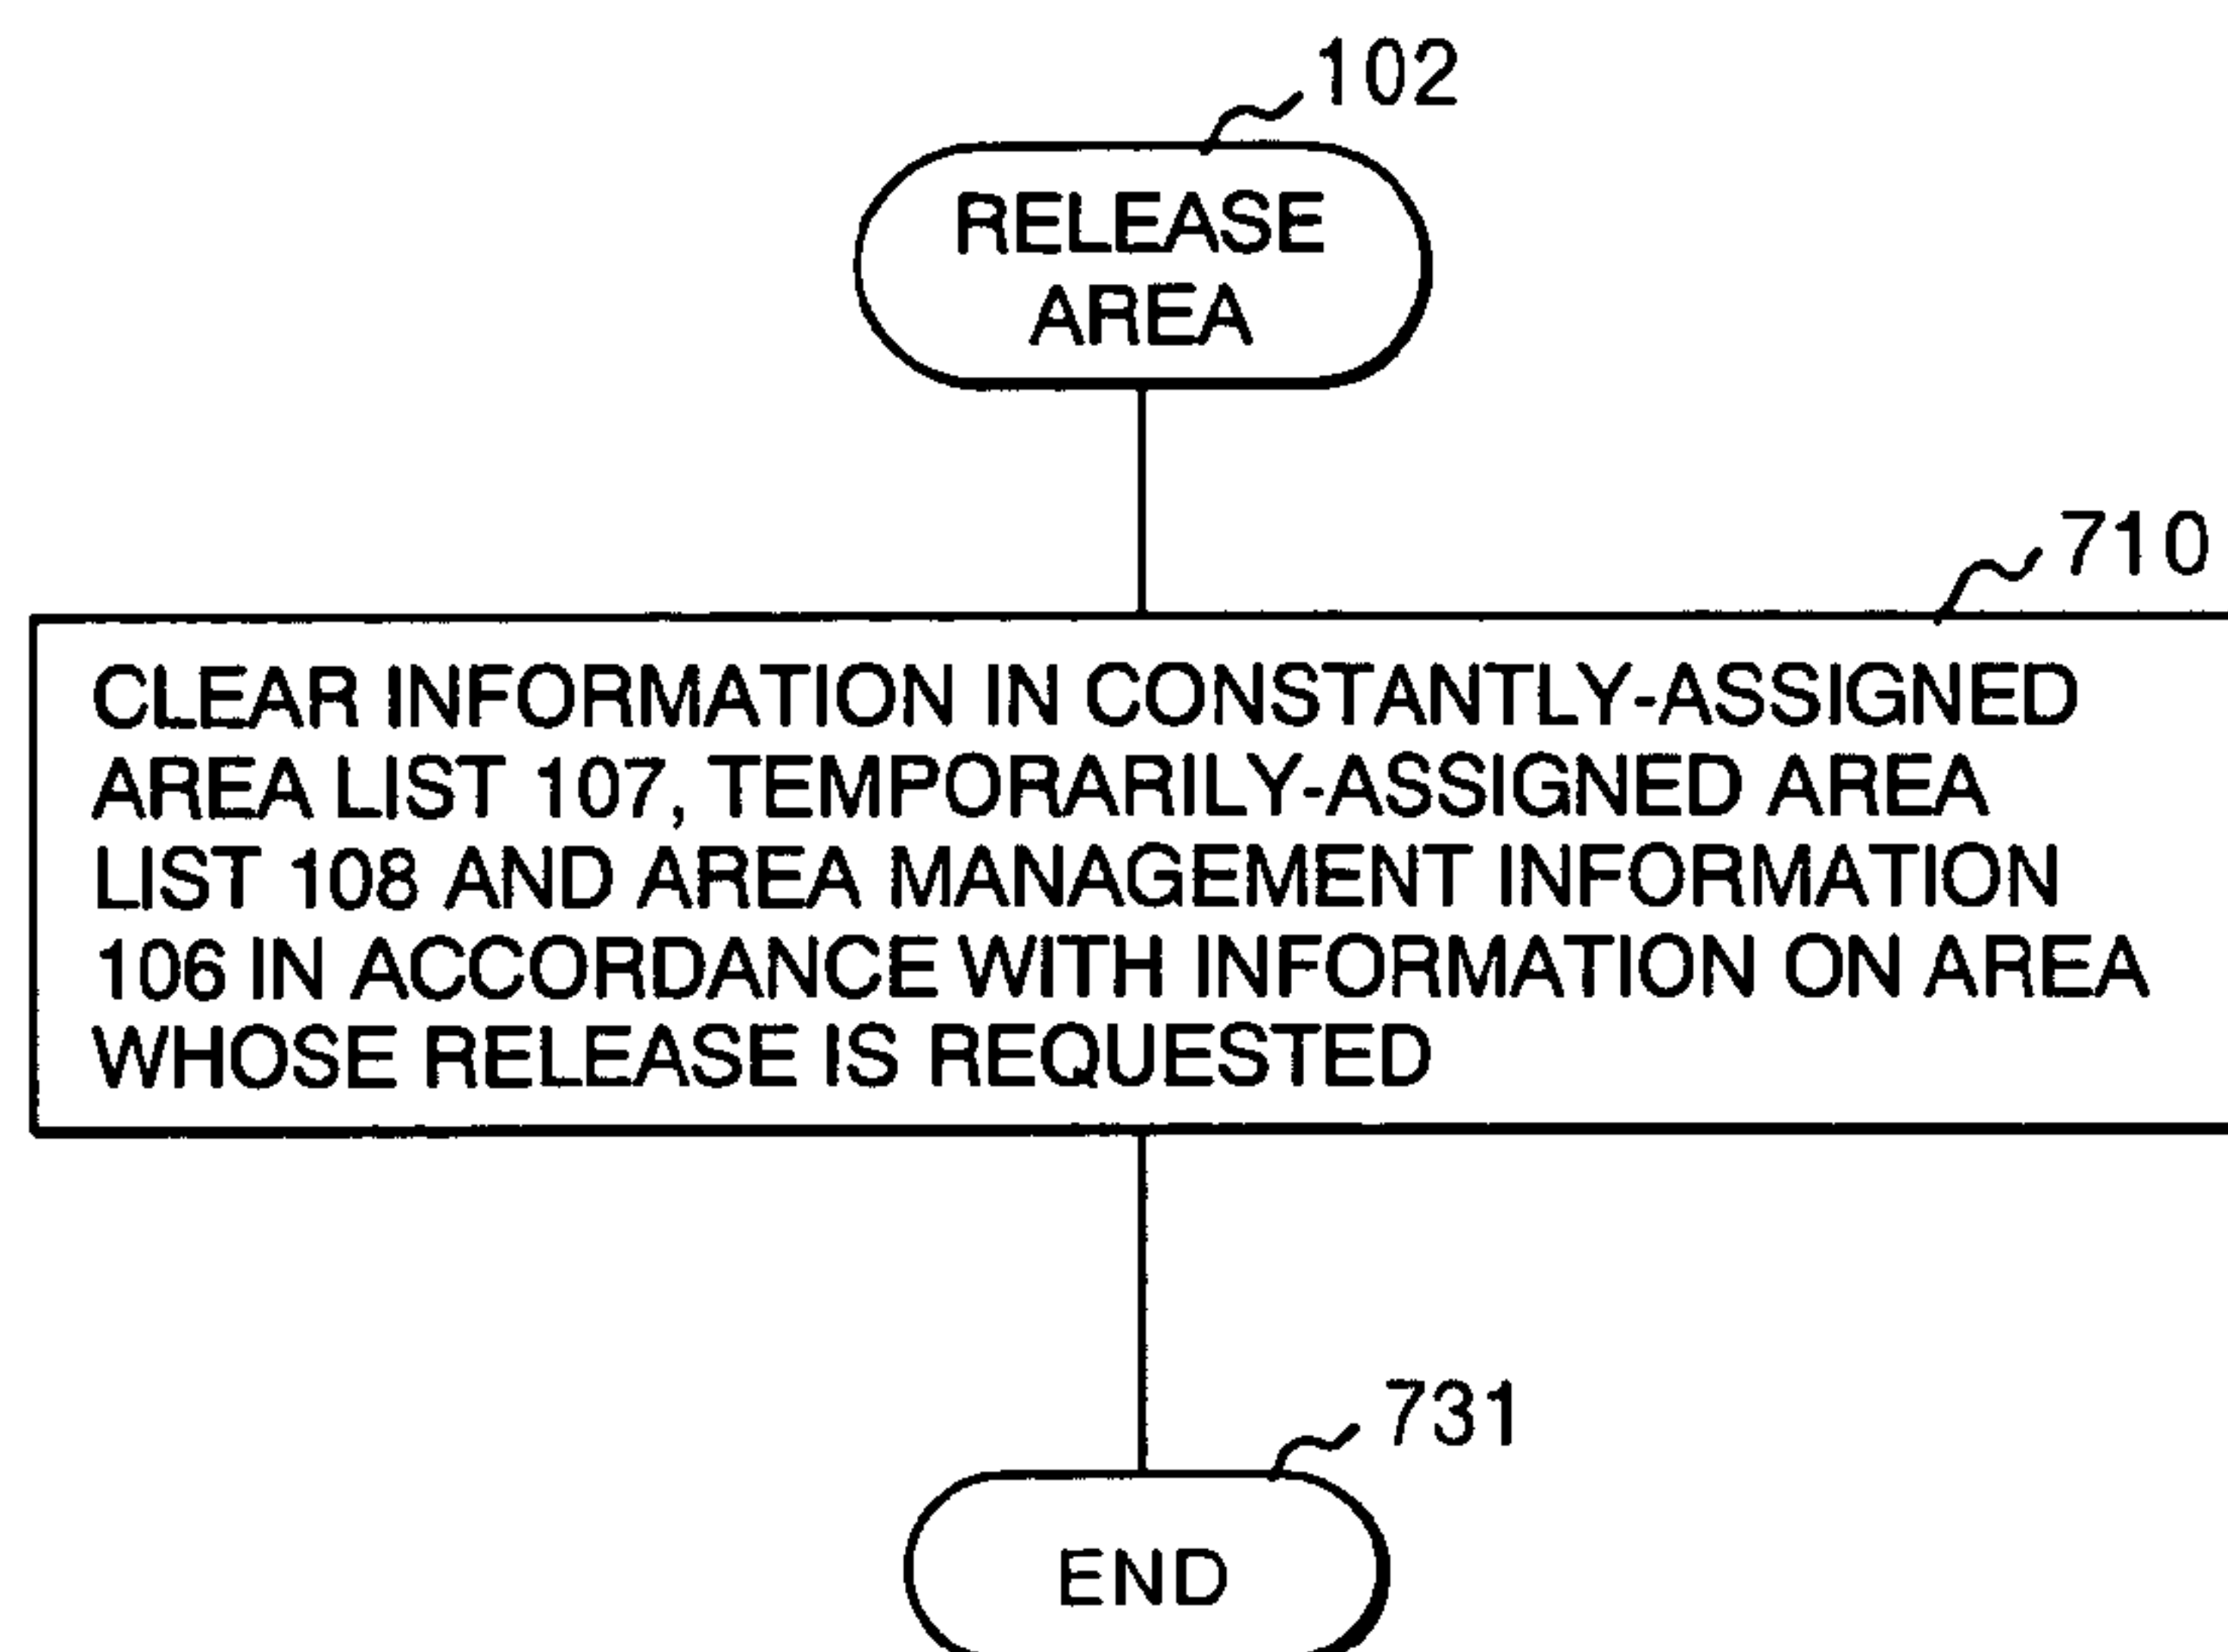 102
RELEASE
AREA
710
CLEAR INFORMATION IN CONSTANTLY-ASSIGNED
AREA LIST 107, TEMPORARILY-ASSIGNED AREA
LIST 108 AND AREA MANAGEMENT INFORMATION
106 IN ACCORDANCE WITH INFORMATION ON AREA
WHOSE RELEASE IS REQUESTED
731
END